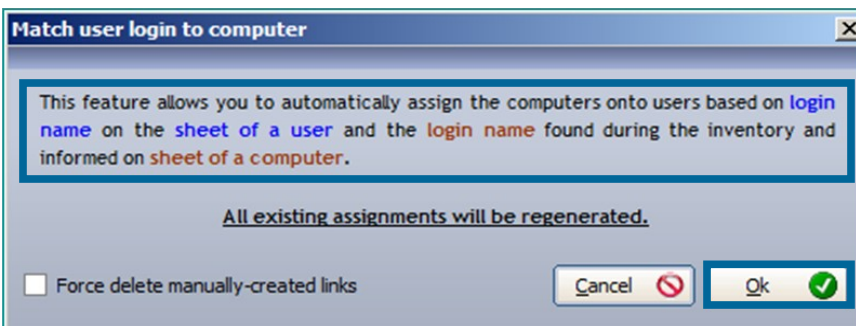 Match user login to computer
This feature allows you to automatically assign the computers onto users based on login
name on the sheet of a user and the login name found during the inventory and
informed on sheet of a computer.
All existing assignments will be regenerated.
Force delete manually-created links
Cancel
Ok